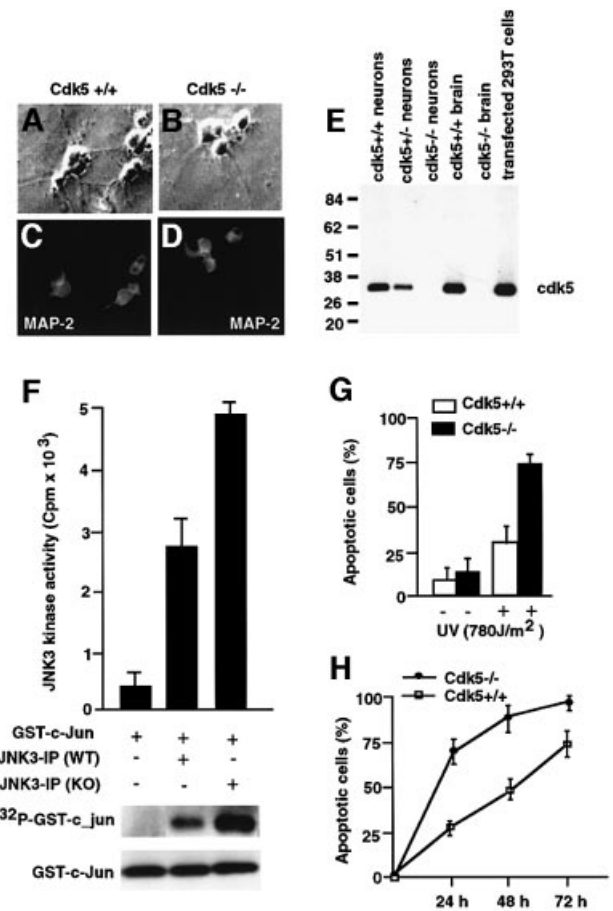 Cdk5 +/+
Cdk5 -/-
A
B
C
D
MAP-2
MAP-2
E
cdk5+/+ neurons
cdk5+/- neurons
cdk5-/- neurons
cdk5+/+ brain
cdk5-/- brain
transfected 293T cells
84
62
51
38
26
20
cdk5
F
JNK3 kinase activity (Cpm x 10 3)
5
4
3
2
1
0
GST-c-Jun + + +
JNK3-IP (WT) - + -
JNK3-IP (KO) - - +
32P-GST-c_jun
GST-c-Jun
G
Cdk5+/+
Cdk5-/-
Apoptotic cells (%)
100
75
50
25
0
- - + +
UV (780J/m2)
H
Cdk5-/-
Cdk5+/+
Apoptotic cells (%)
100
75
50
25
0
24 h 48 h 72 h